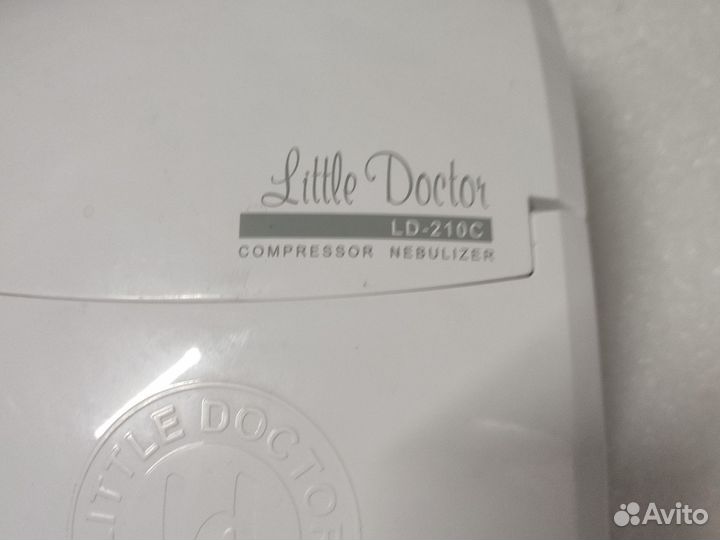 Little Doctor
LD-210C
COMPRESSOR NEBULIZER
LITTLE DOCTOR
Avito